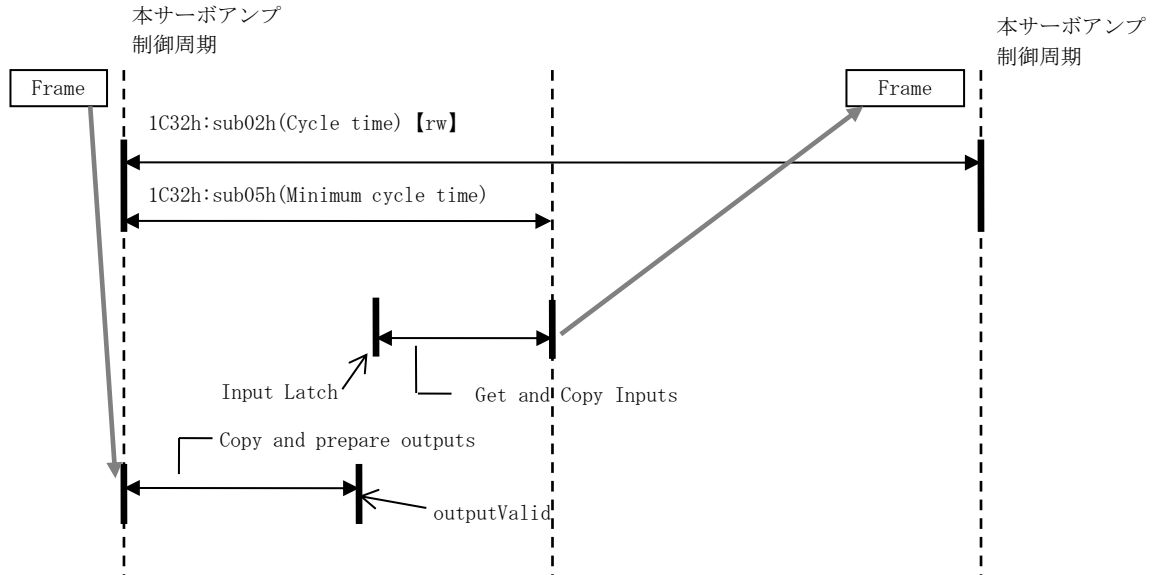 本サーボアンプ
制御周期
本サーボアンプ
制御周期
Frame
Frame
1C32h:sub02h(Cycle time)【rw】
1C32h:sub05h(Minimum cycle time)
Input Latch
Get and Copy Inputs
Copy and prepare outputs
outputValid